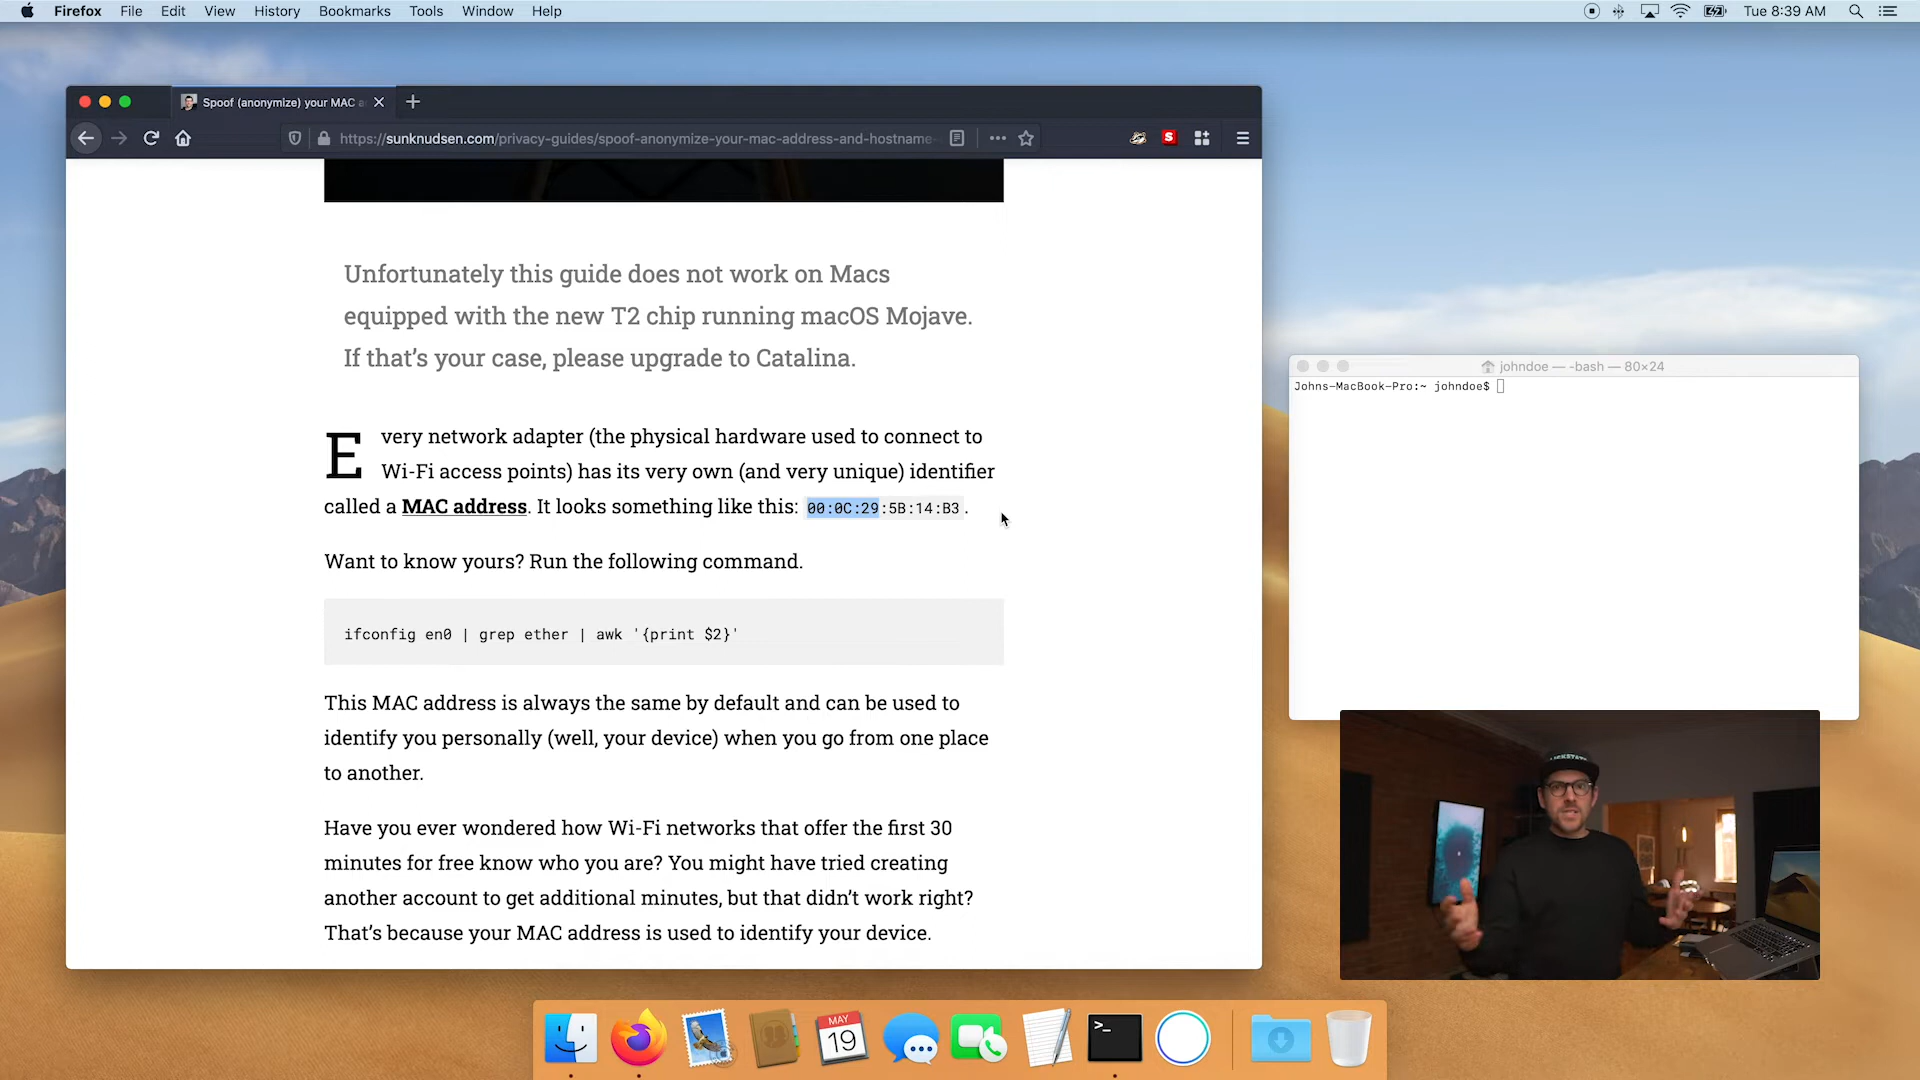 Firefox File Edit View History Bookmarks Tools Window Help
Tue 8:39 AM
Spoof (anonymize) your MAC a
https://sunknudsen.com/privacy-guides/spoof-anonymize-your-mac-address-and-hostname-
S
Unfortunately this guide does not work on Macs
equipped with the new T2 chip running macOS Mojave.
If that’s your case, please upgrade to Catalina.
Every network adapter (the physical hardware used to connect to
Wi-Fi access points) has its very own (and very unique) identifier
called a MAC address. It looks something like this: 00:0C:29:5B:14:B3.
Want to know yours? Run the following command.
ifconfig en0 | grep ether | awk '{print $2}'
This MAC address is always the same by default and can be used to
identify you personally (well, your device) when you go from one place
to another.
Have you ever wondered how Wi-Fi networks that offer the first 30
minutes for free know who you are? You might have tried creating
another account to get additional minutes, but that didn’t work right?
That’s because your MAC address is used to identify your device.
johndoe — -bash — 80×24
Johns-MacBook-Pro:~ johndoe$
MAY
19
>_